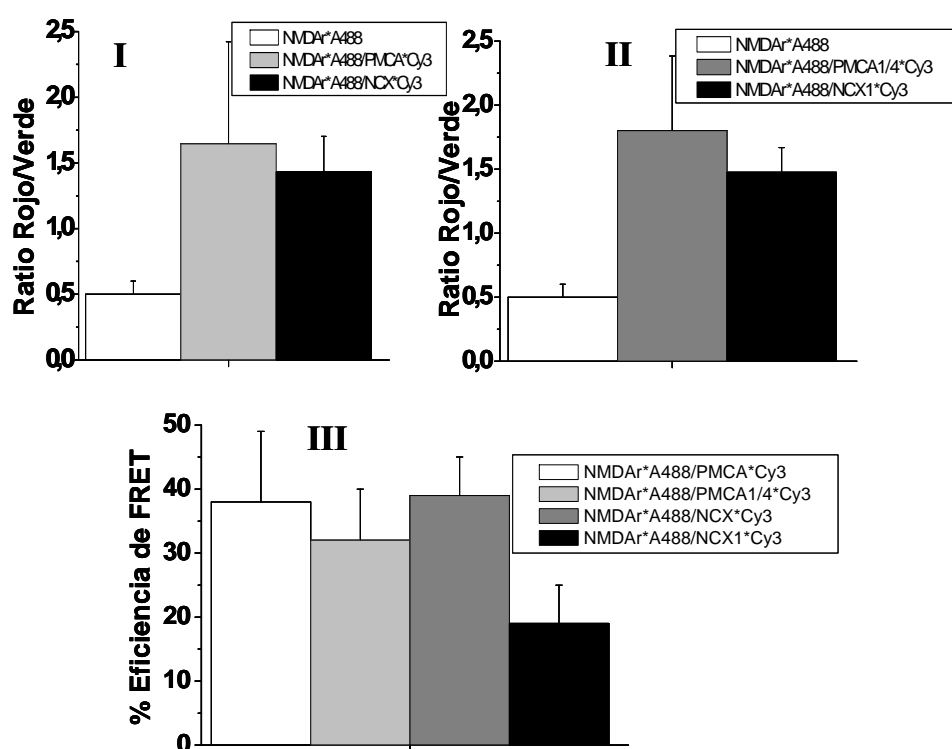 I
NMDAr*A488
NMDAr*A488/PMCA*Cy3
NMDAr*A488/NCX*Cy3
Ratio Rojo/Verde
2,5
2,0
1,5
1,0
0,5
0,0
II
NMDAr*A488
NMDAr*A488/PMCA1/4*Cy3
NMDAr*A488/NCX1*Cy3
Ratio Rojo/Verde
2,5
2,0
1,5
1,0
0,5
0,0
III
NMDAr*A488/PMCA*Cy3
NMDAr*A488/PMCA1/4*Cy3
NMDAr*A488/NCX*Cy3
NMDAr*A488/NCX1*Cy3
% Eficiencia de FRET
50
40
30
20
10
0